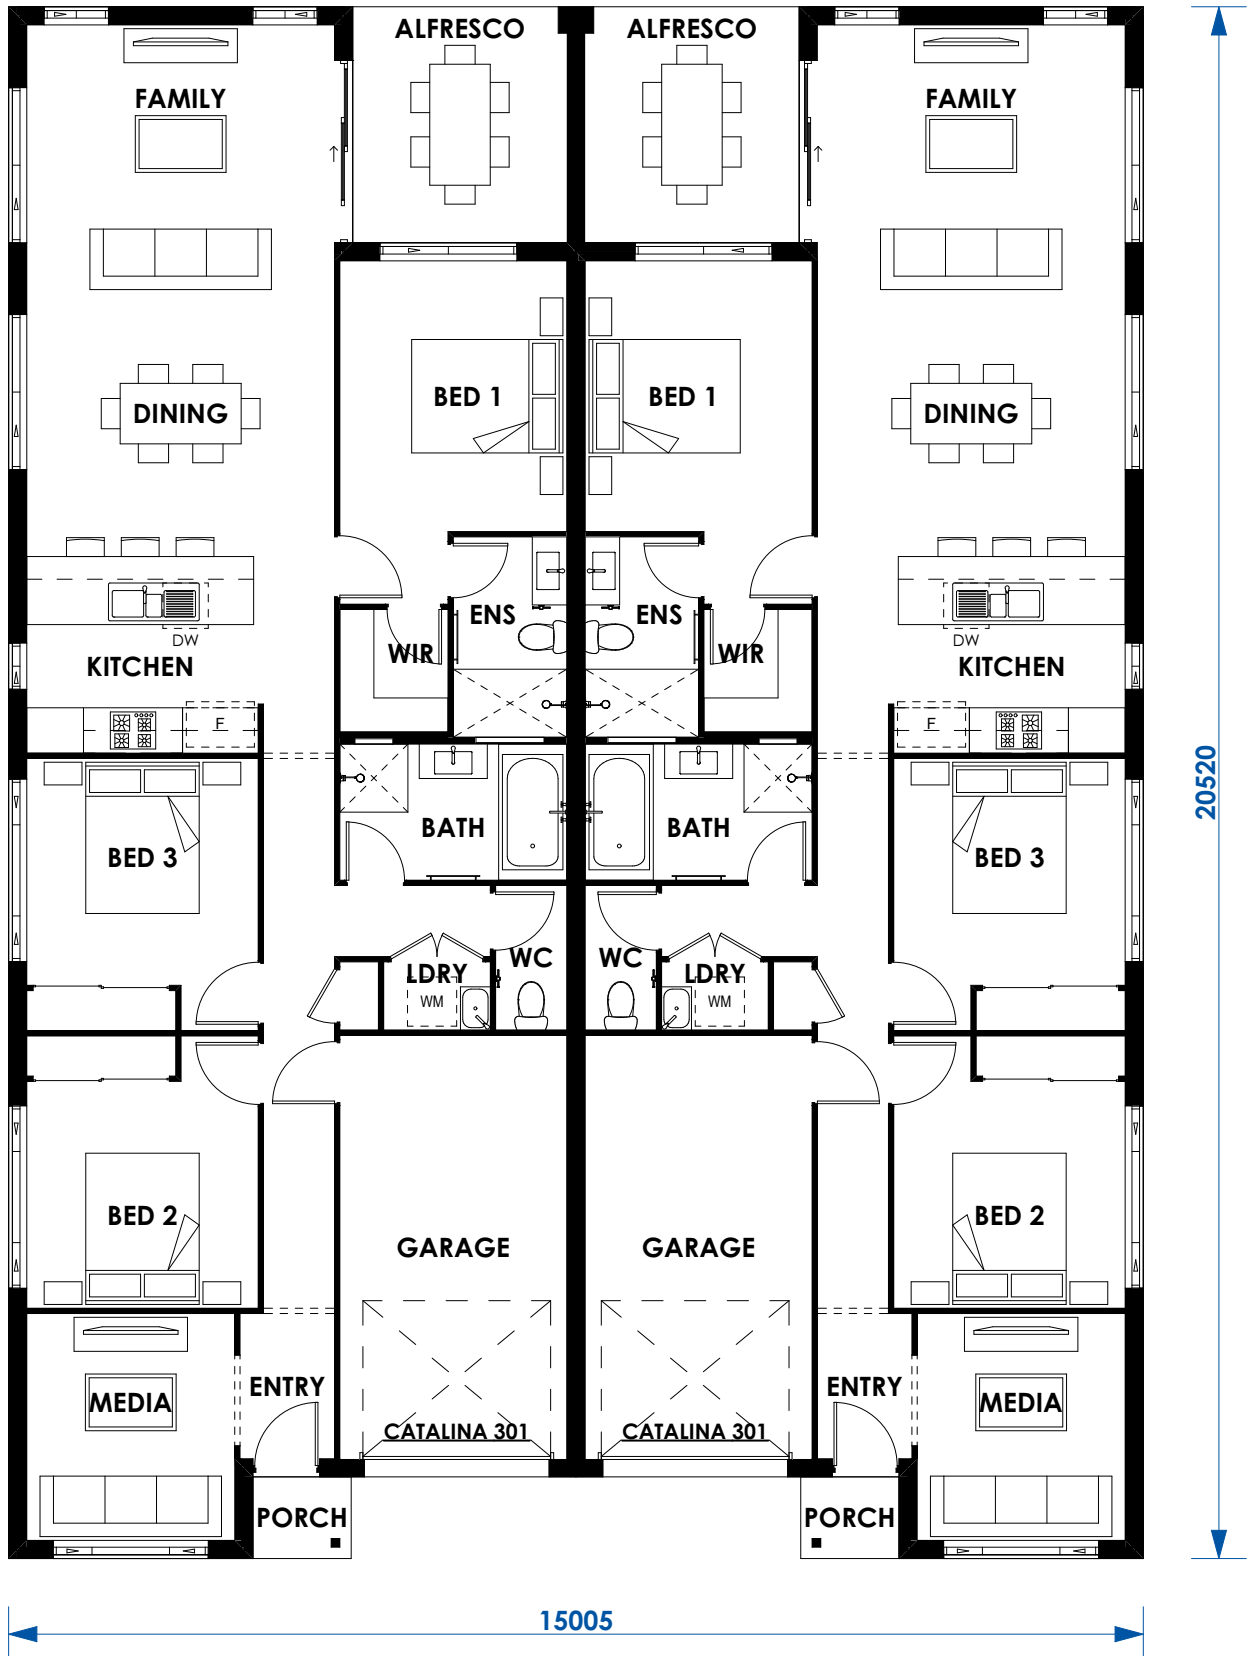 ALFRESCO ALFRESCO
FAMILY FAMILY
BED 1 BED 1
DINING DINING
ENS ENS
DW DW
WIR WIR
KITCHEN KITCHEN
F F
20520
BATH BATH
BED 3 BED 3
WC WC
LDRY LDRY
WM WM
BED 2 BED 2
GARAGE GARAGE
ENTRY ENTRY
MEDIA MEDIA
CATALINA 301 CATALINA 301
PORCH PORCH
15005